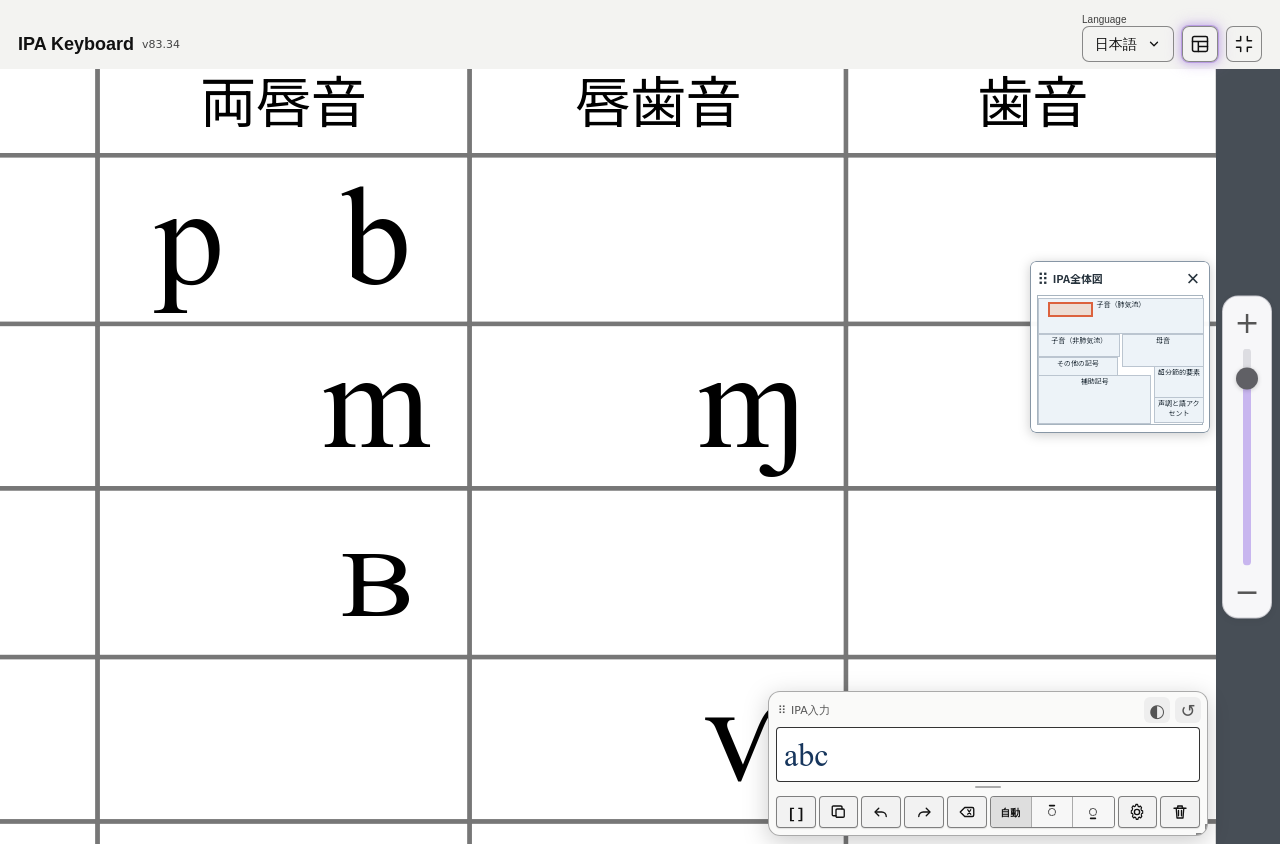 Language
IPA Keyboard v83.34
日本語
両唇音 唇歯音 歯音
p b
m ɱ
ʙ
ⱱ
IPA全体図
子音（肺気流）
子音（非肺気流）
母音
その他の記号
超分節的要素
補助記号
声調と語アクセント
IPA入力
abc
[ ]
自動